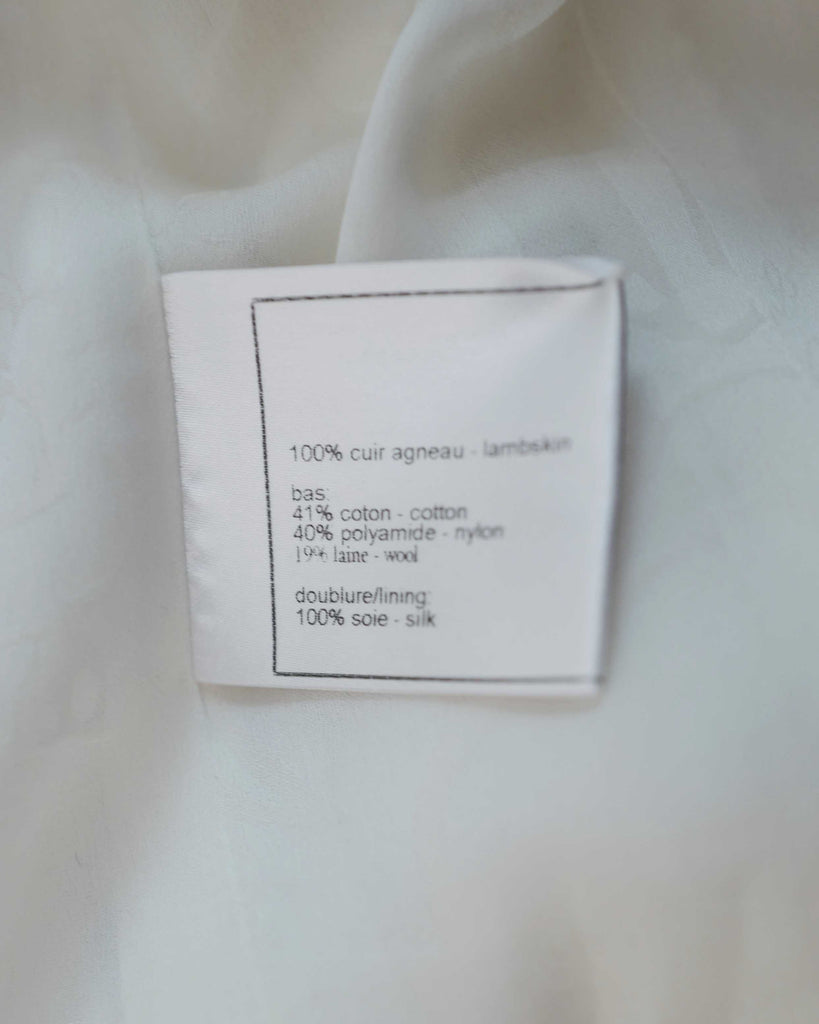 100% cuir agneau - lambskin
bas:
41% coton - cotton
40% polyamide - nylon
19% laine - wool
doublure/lining:
100% soie - silk